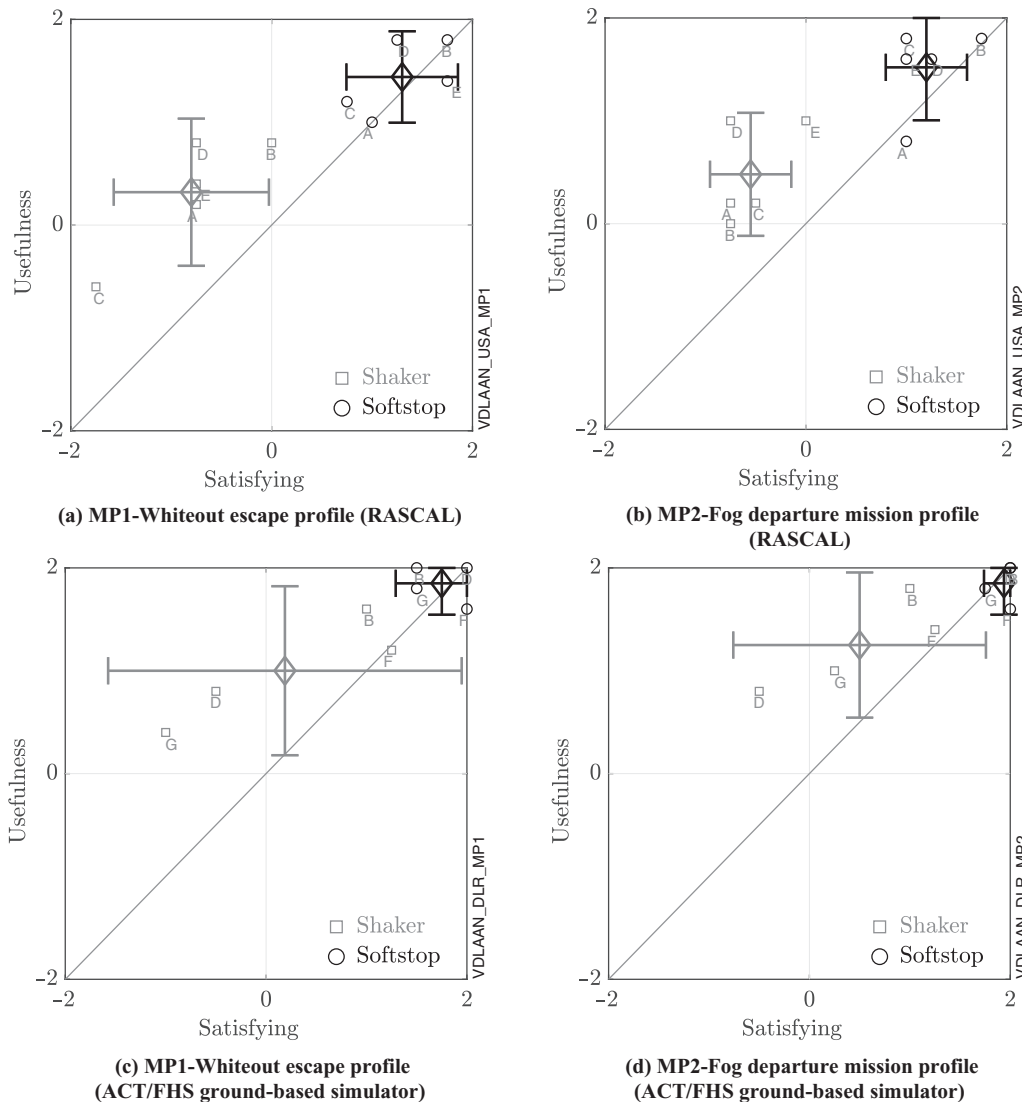 2
D
B
E
C
A
D
B
E
A
C
0
Usefulness
Shaker
Softstop
−2
−2
0
2
Satisfying
VDLAAN_USA_MP1
(a) MP1-Whiteout escape profile (RASCAL)
2
C
B
E
D
A
D
E
A
C
B
0
Usefulness
Shaker
Softstop
−2
−2
0
2
Satisfying
VDLAAN_USA_MP2
(b) MP2-Fog departure mission profile
(RASCAL)
2
B
D
G
F
B
F
D
G
0
Usefulness
Shaker
Softstop
−2
−2
0
2
Satisfying
VDLAAN_DLR_MP1
(c) MP1-Whiteout escape profile
(ACT/FHS ground-based simulator)
2
B
G
F
B
F
G
D
0
Usefulness
Shaker
Softstop
−2
−2
0
2
Satisfying
VDLAAN_DLR_MP2
(d) MP2-Fog departure mission profile
(ACT/FHS ground-based simulator)